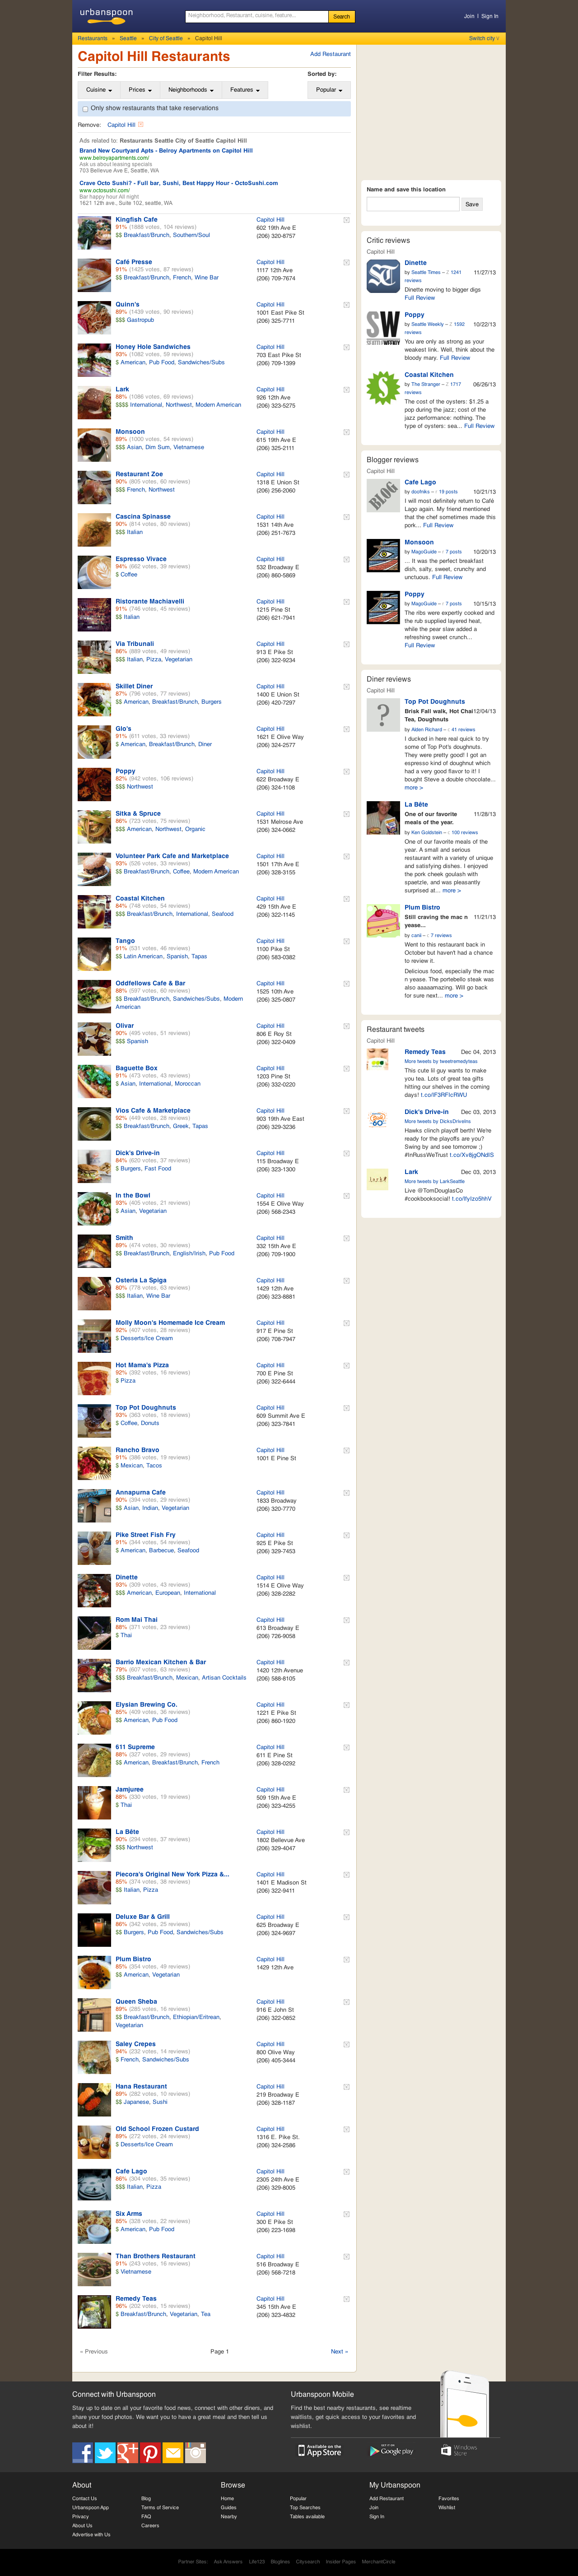 urbanspoon
Neighborhood, Restaurant, cuisine, feature...
Search
Join | Sign In
Restaurants » Seattle » City of Seattle » Capitol Hill
Switch city
Capitol Hill Restaurants
Add Restaurant
Filter Results:
Sorted by:
Cuisine
Prices
Neighborhoods
Features
Popular
Only show restaurants that take reservations
Remove: Capitol Hill
Ads related to: Restaurants Seattle City of Seattle Capitol Hill
Brand New Courtyard Apts - Belroy Apartments on Capitol Hill
www.belroyapartments.com/
Ask us about leasing specials
703 Bellevue Ave E, Seattle, WA
Crave Octo Sushi? - Full bar, Sushi, Best Happy Hour - OctoSushi.com
www.octosushi.com/
Bar happy hour All night!
1621 12th ave., Suite 102, seattle, WA
Kingfish Cafe
91% (1888 votes, 104 reviews)
$$ Breakfast/Brunch, Southern/Soul
Capitol Hill
602 19th Ave E
(206) 320-8757
Café Presse
91% (1425 votes, 87 reviews)
$$ Breakfast/Brunch, French, Wine Bar
Capitol Hill
1117 12th Ave
(206) 709-7674
Quinn's
89% (1439 votes, 90 reviews)
$$$ Gastropub
Capitol Hill
1001 East Pike St
(206) 325-7711
Honey Hole Sandwiches
93% (1082 votes, 59 reviews)
$ American, Pub Food, Sandwiches/Subs
Capitol Hill
703 East Pike St
(206) 709-1399
Lark
88% (1086 votes, 69 reviews)
$$$$ International, Northwest, Modern American
Capitol Hill
926 12th Ave
(206) 323-5275
Monsoon
89% (1000 votes, 54 reviews)
$$$ Asian, Dim Sum, Vietnamese
Capitol Hill
615 19th Ave E
(206) 325-2111
Restaurant Zoe
90% (805 votes, 60 reviews)
$$$ French, Northwest
Capitol Hill
1318 E Union St
(206) 256-2060
Cascina Spinasse
90% (814 votes, 80 reviews)
$$$ Italian
Capitol Hill
1531 14th Ave
(206) 251-7673
Espresso Vivace
94% (662 votes, 39 reviews)
$ Coffee
Capitol Hill
532 Broadway E
(206) 860-5869
Ristorante Machiavelli
91% (746 votes, 45 reviews)
$$ Italian
Capitol Hill
1215 Pine St
(206) 621-7941
Via Tribunali
86% (889 votes, 49 reviews)
$$$ Italian, Pizza, Vegetarian
Capitol Hill
913 E Pike St
(206) 322-9234
Skillet Diner
87% (796 votes, 77 reviews)
$$ American, Breakfast/Brunch, Burgers
Capitol Hill
1400 E Union St
(206) 420-7297
Glo's
91% (611 votes, 33 reviews)
$ American, Breakfast/Brunch, Diner
Capitol Hill
1621 E Olive Way
(206) 324-2577
Poppy
82% (942 votes, 106 reviews)
$$$ Northwest
Capitol Hill
622 Broadway E
(206) 324-1108
Sitka & Spruce
86% (723 votes, 75 reviews)
$$$ American, Northwest, Organic
Capitol Hill
1531 Melrose Ave
(206) 324-0662
Volunteer Park Cafe and Marketplace
93% (526 votes, 33 reviews)
$$ Breakfast/Brunch, Coffee, Modern American
Capitol Hill
1501 17th Ave E
(206) 328-3155
Coastal Kitchen
84% (748 votes, 54 reviews)
$$$ Breakfast/Brunch, International, Seafood
Capitol Hill
429 15th Ave E
(206) 322-1145
Tango
91% (531 votes, 46 reviews)
$$ Latin American, Spanish, Tapas
Capitol Hill
1100 Pike St
(206) 583-0382
Oddfellows Cafe & Bar
88% (597 votes, 60 reviews)
$$ Breakfast/Brunch, Sandwiches/Subs, Modern
American
Capitol Hill
1525 10th Ave
(206) 325-0807
Olivar
90% (495 votes, 51 reviews)
$$$ Spanish
Capitol Hill
806 E Roy St
(206) 322-0409
Baguette Box
91% (473 votes, 43 reviews)
$ Asian, International, Moroccan
Capitol Hill
1203 Pine St
(206) 332-0220
Vios Cafe & Marketplace
92% (449 votes, 28 reviews)
$$ Breakfast/Brunch, Greek, Tapas
Capitol Hill
903 19th Ave East
(206) 329-3236
Dick's Drive-in
84% (620 votes, 37 reviews)
$ Burgers, Fast Food
Capitol Hill
115 Broadway E
(206) 323-1300
In the Bowl
93% (405 votes, 21 reviews)
$ Asian, Vegetarian
Capitol Hill
1554 E Olive Way
(206) 568-2343
Smith
89% (474 votes, 30 reviews)
$$ Breakfast/Brunch, English/Irish, Pub Food
Capitol Hill
332 15th Ave E
(206) 709-1900
Osteria La Spiga
80% (778 votes, 63 reviews)
$$$ Italian, Wine Bar
Capitol Hill
1429 12th Ave
(206) 323-8881
Molly Moon's Homemade Ice Cream
92% (407 votes, 28 reviews)
$ Desserts/Ice Cream
Capitol Hill
917 E Pine St
(206) 708-7947
Hot Mama's Pizza
92% (392 votes, 16 reviews)
$ Pizza
Capitol Hill
700 E Pine St
(206) 322-6444
Top Pot Doughnuts
93% (363 votes, 18 reviews)
$ Coffee, Donuts
Capitol Hill
609 Summit Ave E
(206) 323-7841
Rancho Bravo
91% (386 votes, 19 reviews)
$ Mexican, Tacos
Capitol Hill
1001 E Pine St
Annapurna Cafe
90% (394 votes, 29 reviews)
$$ Asian, Indian, Vegetarian
Capitol Hill
1833 Broadway
(206) 320-7770
Pike Street Fish Fry
91% (344 votes, 54 reviews)
$ American, Barbecue, Seafood
Capitol Hill
925 E Pike St
(206) 329-7453
Dinette
93% (309 votes, 43 reviews)
$$$ American, European, International
Capitol Hill
1514 E Olive Way
(206) 328-2282
Rom Mai Thai
88% (371 votes, 23 reviews)
$ Thai
Capitol Hill
613 Broadway E
(206) 726-9058
Barrio Mexican Kitchen & Bar
79% (607 votes, 63 reviews)
$$$ Breakfast/Brunch, Mexican, Artisan Cocktails
Capitol Hill
1420 12th Avenue
(206) 588-8105
Elysian Brewing Co.
85% (409 votes, 36 reviews)
$$ American, Pub Food
Capitol Hill
1221 E Pike St
(206) 860-1920
611 Supreme
88% (327 votes, 29 reviews)
$$ American, Breakfast/Brunch, French
Capitol Hill
611 E Pine St
(206) 328-0292
Jamjuree
88% (330 votes, 19 reviews)
$ Thai
Capitol Hill
509 15th Ave E
(206) 323-4255
La Bête
90% (294 votes, 37 reviews)
$$$ Northwest
Capitol Hill
1802 Bellevue Ave
(206) 329-4047
Piecora's Original New York Pizza &...
85% (374 votes, 38 reviews)
$$ Italian, Pizza
Capitol Hill
1401 E Madison St
(206) 322-9411
Deluxe Bar & Grill
86% (342 votes, 25 reviews)
$$ Burgers, Pub Food, Sandwiches/Subs
Capitol Hill
625 Broadway E
(206) 324-9697
Plum Bistro
85% (354 votes, 49 reviews)
$$ American, Vegetarian
Capitol Hill
1429 12th Ave
Queen Sheba
89% (285 votes, 16 reviews)
$$ Breakfast/Brunch, Ethiopian/Eritrean,
Vegetarian
Capitol Hill
916 E John St
(206) 322-0852
Saley Crepes
94% (232 votes, 14 reviews)
$ French, Sandwiches/Subs
Capitol Hill
800 Olive Way
(206) 405-3444
Hana Restaurant
89% (282 votes, 10 reviews)
$$ Japanese, Sushi
Capitol Hill
219 Broadway E
(206) 328-1187
Old School Frozen Custard
89% (272 votes, 24 reviews)
$ Desserts/Ice Cream
Capitol Hill
1316 E. Pike St.
(206) 324-2586
Cafe Lago
86% (304 votes, 35 reviews)
$$$ Italian, Pizza
Capitol Hill
2305 24th Ave E
(206) 329-8005
Six Arms
85% (328 votes, 22 reviews)
$ American, Pub Food
Capitol Hill
300 E Pike St
(206) 223-1698
Than Brothers Restaurant
91% (243 votes, 16 reviews)
$ Vietnamese
Capitol Hill
516 Broadway E
(206) 568-7218
Remedy Teas
96% (202 votes, 15 reviews)
$ Breakfast/Brunch, Vegetarian, Tea
Capitol Hill
345 15th Ave E
(206) 323-4832
« Previous
Page 1
Next »
Name and save this location
Save
Critic reviews
Capitol Hill
Dinette
by Seattle Times – 1241 11/27/13
reviews
Dinette moving to bigger digs
Full Review
Poppy
by Seattle Weekly – 1592 10/22/13
reviews
You are only as strong as your
weakest link. Well, think about the
bloody mary. Full Review
Coastal Kitchen
by The Stranger – 1717 06/26/13
reviews
The cost of the oysters: $1.25 a
pop during the jazz; cost of the
jazz performance: nothing. The
type of oysters: sea... Full Review
Blogger reviews
Capitol Hill
BLOG
Cafe Lago
by doofnika – 19 posts 10/21/13
I will most definitely return to Café
Lago again. My friend mentioned
that the chef sometimes made this
pork... Full Review
Monsoon
by MagoGuide – 7 posts 10/20/13
... It was the perfect breakfast
dish, salty, sweet, crunchy and
unctuous. Full Review
Poppy
by MagoGuide – 7 posts 10/15/13
The ribs were expertly cooked and
the rub supplied layered heat,
while the pear slaw added a
refreshing sweet crunch...
Full Review
Diner reviews
Capitol Hill
Top Pot Doughnuts
Brisk Fall walk, Hot Chai 12/04/13
Tea, Doughnuts
by Alden Richard – 41 reviews
I ducked in here real quick to try
some of Top Pot's doughnuts.
They were pretty good! I got an
espresso kind of doughnut which
had a very good flavor to it! I
bought Steve a double chocolate...
more >
La Bête
One of our favorite 11/28/13
meals of the year.
by Ken Goldstein – 100 reviews
One of our favorite meals of the
year. A small and serious
restaurant with a variety of unique
and satisfying dishes. I enjoyed
the pork cheek goulash with
spaetzle, and was pleasantly
surprised at... more >
Plum Bistro
Still craving the mac n 11/21/13
yease...
by carii – 7 reviews
Went to this restaurant back in
October but haven't had a chance
to review it.
Delicious food, especially the mac
n yease. The portebello steak was
also aaaaamazing. Will go back
for sure next... more >
Restaurant tweets
Capitol Hill
Remedy Teas Dec 04, 2013
More tweets by tweetremedyteas
This cute lil guy wants to make
you tea. Lots of great tea gifts
hitting our shelves in the coming
days! t.co/lF3RFIcRWU
Dick's Drive-in Dec 03, 2013
More tweets by DicksDriveIns
Hawks clinch playoff berth! We're
ready for the playoffs are you?
Swing by and see tomorrow ;)
#InRussWeTrust t.co/Xv8jgONdlS
Lark Dec 03, 2013
More tweets by LarkSeattle
Live @TomDouglasCo
#cookbooksocial! t.co/fIylzo5hhV
Connect with Urbanspoon
Stay up to date on all your favorite food news, connect with other diners, and
share your food photos. We want you to have a great meal and then tell us
about it!
Urbanspoon Mobile
Find the best nearby restaurants, see realtime
waitlists, get quick access to your favorites and
wishlist.
Available on the
App Store
GET IT ON
Google play
Windows
Store
About
Contact Us
Urbanspoon App
Privacy
About Us
Advertise with Us
Blog
Terms of Service
FAQ
Careers
Browse
Home
Guides
Nearby
Popular
Top Searches
Tables available
My Urbanspoon
Add Restaurant
Join
Sign In
Favorites
Wishlist
Partner Sites: Ask Answers Life123 Bloglines Citysearch Insider Pages MerchantCircle